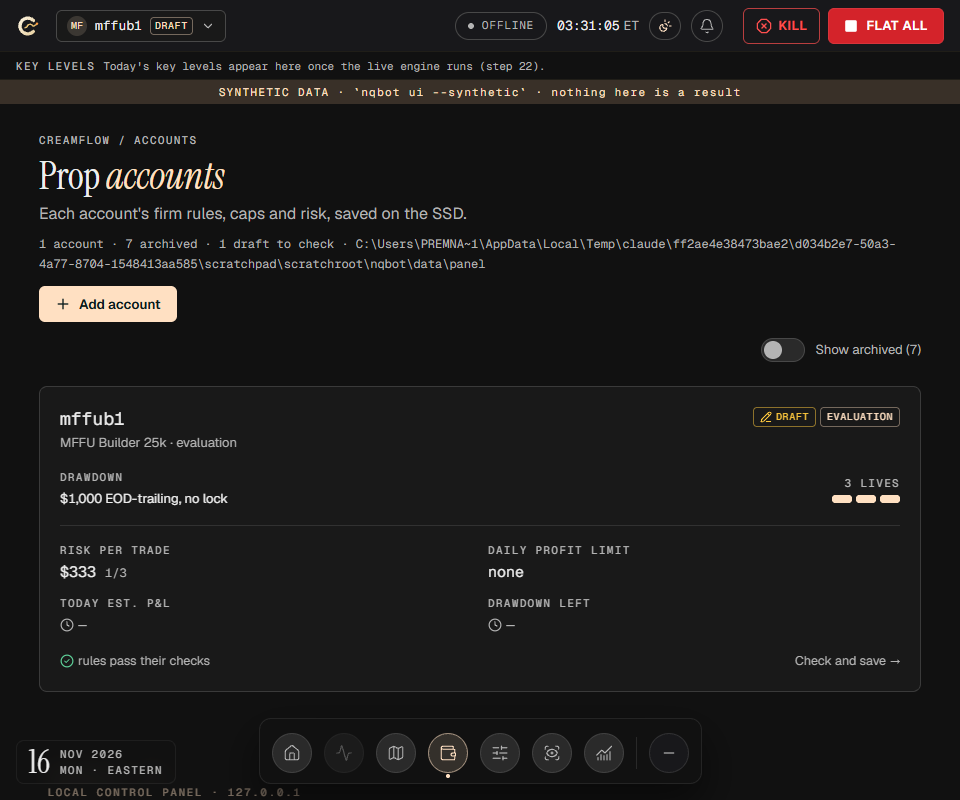 MF mffub1 DRAFT
OFFLINE
03:31:05 ET
KILL
FLAT ALL
KEY LEVELS Today's key levels appear here once the live engine runs (step 22).
SYNTHETIC DATA · `nqbot ui --synthetic` · nothing here is a result
CREAMFLOW / ACCOUNTS
Prop accounts
Each account's firm rules, caps and risk, saved on the SSD.
1 account · 7 archived · 1 draft to check · C:\Users\PREMNA~1\AppData\Local\Temp\claude\ff2ae4e38473bae2\d034b2e7-50a3-
4a77-8704-1548413aa585\scratchpad\scratchroot\nqbot\data\panel
+ Add account
Show archived (7)
mffub1
DRAFT
EVALUATION
MFFU Builder 25k · evaluation
DRAWDOWN
$1,000 EOD-trailing, no lock
3 LIVES
RISK PER TRADE
$333 1/3
DAILY PROFIT LIMIT
none
TODAY EST. P&L
—
DRAWDOWN LEFT
—
rules pass their checks
Check and save →
16 NOV 2026
MON · EASTERN
LOCAL CONTROL PANEL · 127.0.0.1